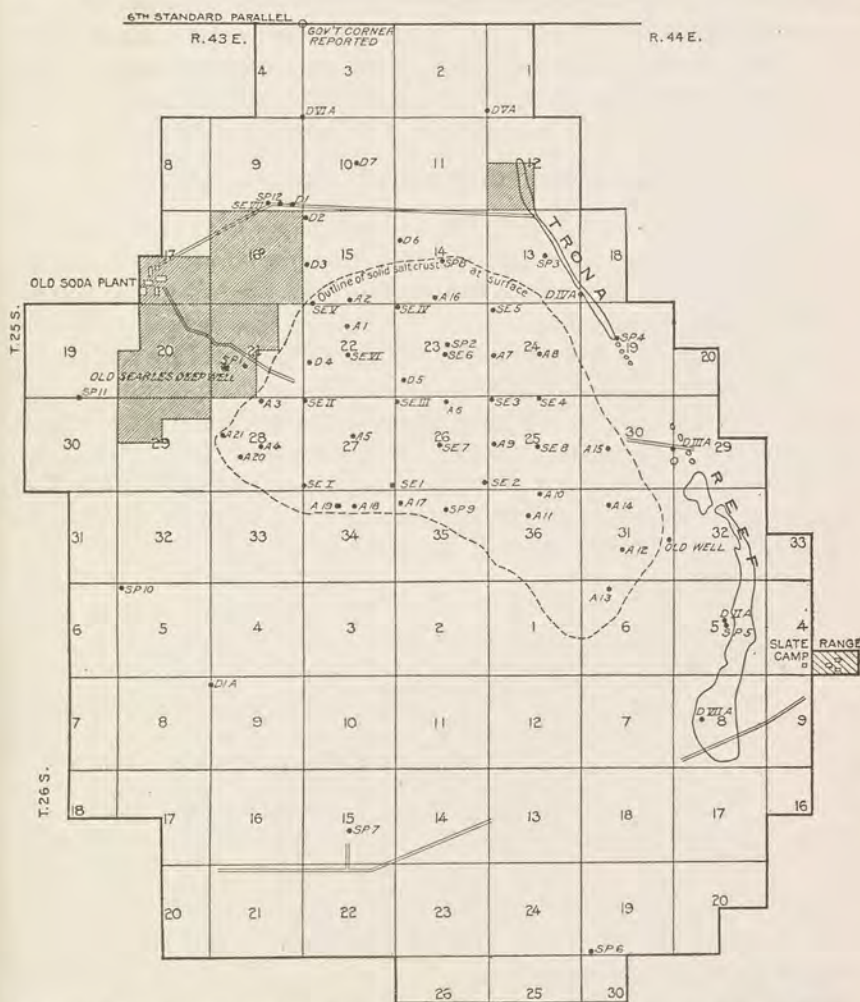 6TH STANDARD PARALLEL
R. 43 E.
GOV'T CORNER
REPORTED
R. 44 E.
4 3 2 1
DVIA DVA
8 9 10 D7 11 12
SP12 D1
SEVIII
D2
17 16 15 D6 14 13 18
TRONA
SP8 SP3
D3
OLD SODA PLANT
Outline of solid salt crust at surface
DIVA
T. 25 S.
A2 A16
SEV SEIV SE5
A1
19 20 21 22 23 24 19 20
SP2 SP4
SP1 D4 SEVI SE6 A7 A8
OLD SEARLES DEEP WELL
D5
SP11
A3 SEII SEIII A6 SE3 SE4
30 29 28 27 26 25 30 29
A21 A4 A5 SE7 A9 SE8 A15 DIIIA
A20
REEF
SEI SE1 SE2
A10
A19 A18 A17 SP9 A11 A14
31 32 33 34 35 36 31 32 33
A12 OLD WELL
SP10 A13
6 5 4 3 2 1 6 5 4
DIIA
SP5
SLATE RANGE
CAMP
DIA
7 8 9 10 11 12 7 8 9
DVIIA
T. 26 S.
18 17 16 15 14 13 18 17 16
SP7
20 21 22 23 24 19 20
SP6
26 25 30